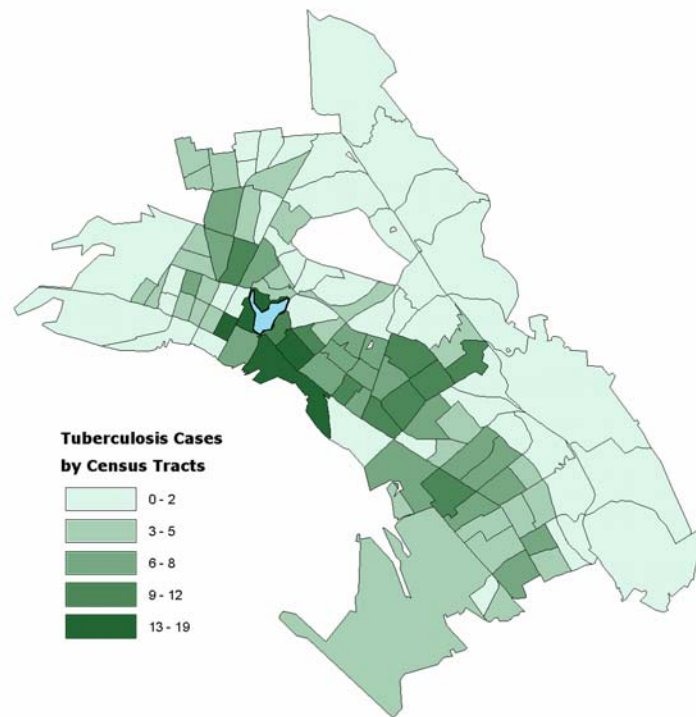 Tuberculosis Cases
by Census Tracts
0 - 2
3 - 5
6 - 8
9 - 12
13 - 19